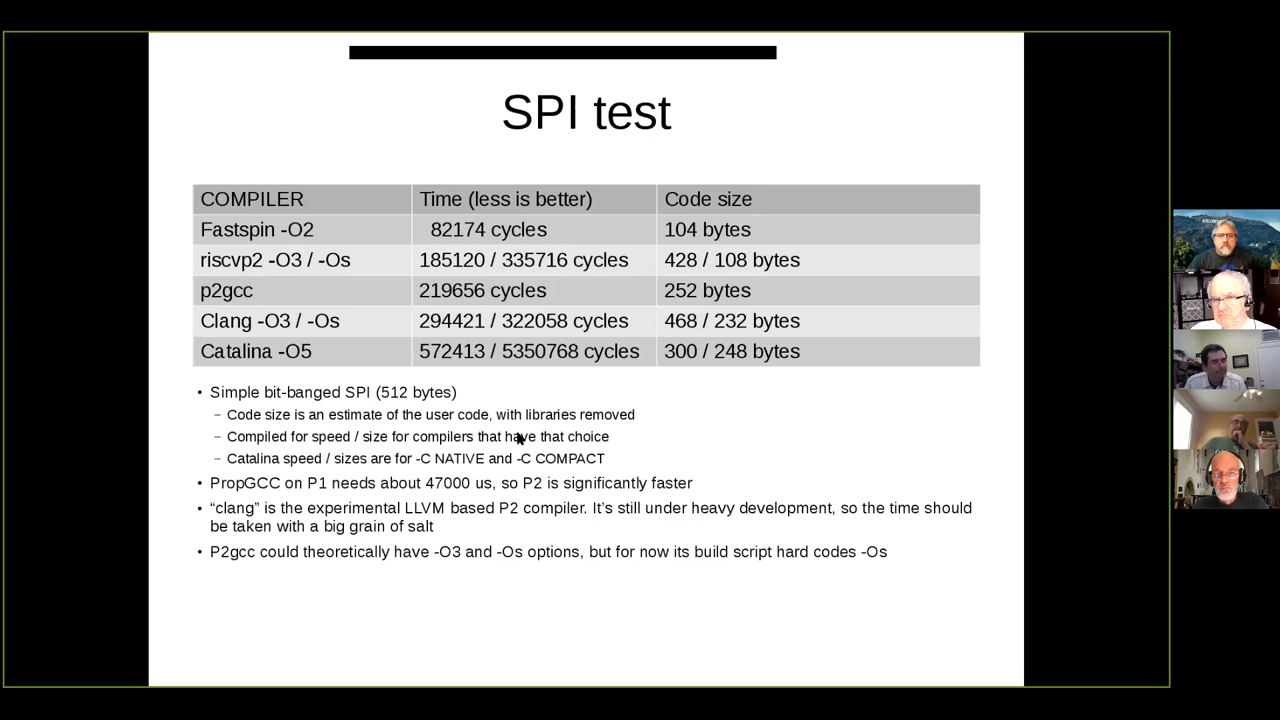 SPI test
COMPILER Time (less is better) Code size
Fastspin -O2 82174 cycles 104 bytes
riscvp2 -O3 / -Os 185120 / 335716 cycles 428 / 108 bytes
p2gcc 219656 cycles 252 bytes
Clang -O3 / -Os 294421 / 322058 cycles 468 / 232 bytes
Catalina -O5 572413 / 5350768 cycles 300 / 248 bytes
• Simple bit-banged SPI (512 bytes)
– Code size is an estimate of the user code, with libraries removed
– Compiled for speed / size for compilers that have that choice
– Catalina speed / sizes are for -C NATIVE and -C COMPACT
• PropGCC on P1 needs about 47000 us, so P2 is significantly faster
• “clang” is the experimental LLVM based P2 compiler. It’s still under heavy development, so the time should
be taken with a big grain of salt
• P2gcc could theoretically have -O3 and -Os options, but for now its build script hard codes -Os